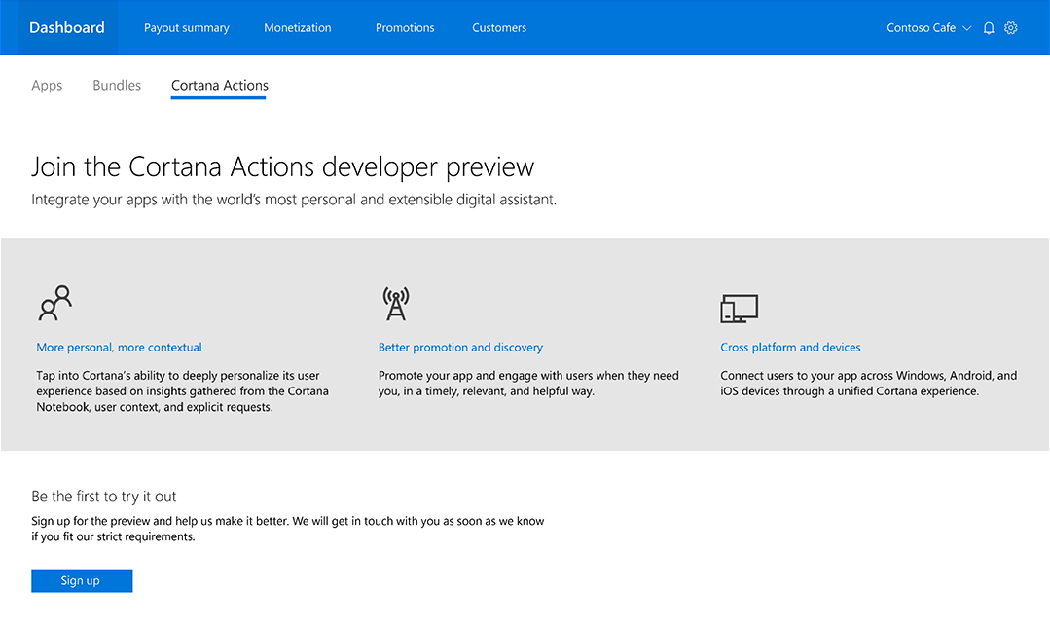 Dashboard Payout summary Monetization Promotions Customers Contoso Cafe
Apps Bundles Cortana Actions
Join the Cortana Actions developer preview
Integrate your apps with the world's most personal and extensible digital assistant.
More personal, more contextual
Tap into Cortana's ability to deeply personalize its user
experience based on insights gathered from the Cortana
Notebook, user context, and explicit requests.
Better promotion and discovery
Promote your app and engage with users when they need
you, in a timely, relevant, and helpful way.
Cross platform and devices
Connect users to your app across Windows, Android, and
iOS devices through a unified Cortana experience.
Be the first to try it out
Sign up for the preview and help us make it better. We will get in touch with you as soon as we know
if you fit our strict requirements.
Sign up